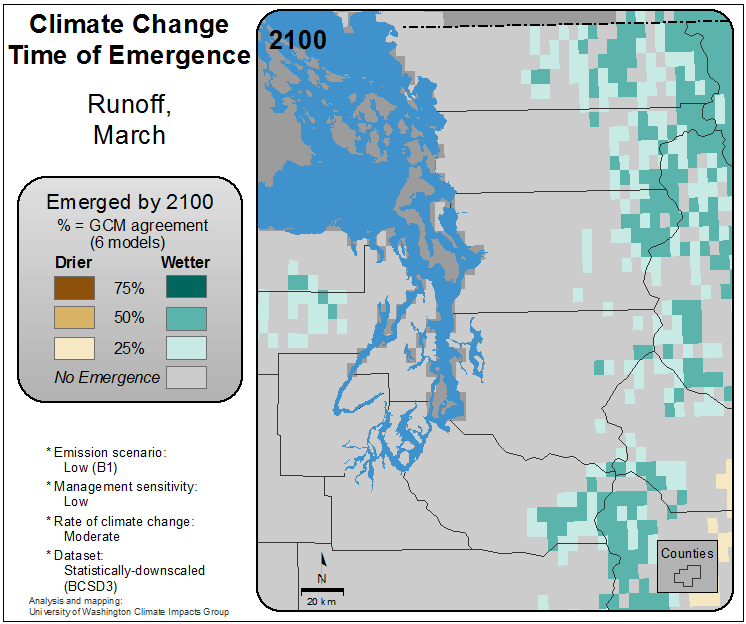 Climate Change
Time of Emergence
Runoff,
March
Emerged by 2100
% = GCM agreement
(6 models)
Drier Wetter
75%
50%
25%
No Emergence
* Emission scenario:
Low (B1)
* Management sensitivity:
Low
* Rate of climate change:
Moderate
* Dataset:
Statistically-downscaled
(BCSD3)
Analysis and mapping:
University of Washington Climate Impacts Group
2100
N
20 km
Counties